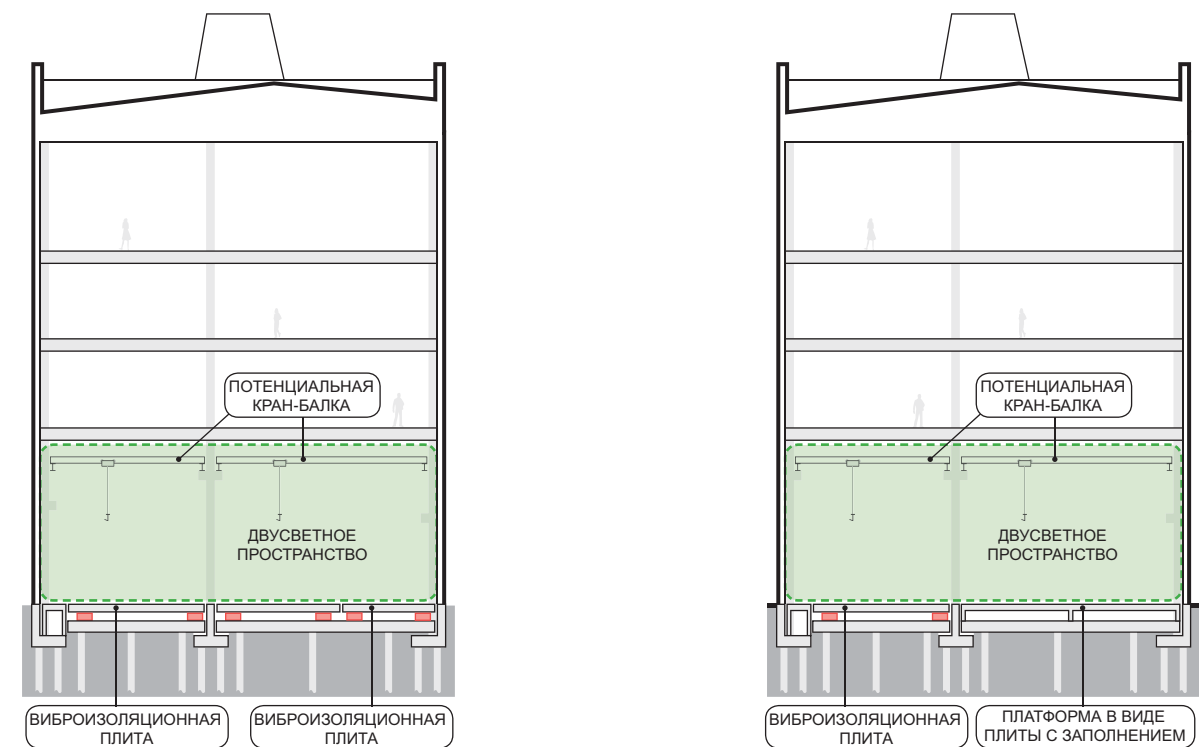 ПОТЕНЦИАЛЬНАЯ
КРАН-БАЛКА
ДВУСВЕТНОЕ
ПРОСТРАНСТВО
ВИБРОИЗОЛЯЦИОННАЯ
ПЛИТА
ВИБРОИЗОЛЯЦИОННАЯ
ПЛИТА
ПОТЕНЦИАЛЬНАЯ
КРАН-БАЛКА
ДВУСВЕТНОЕ
ПРОСТРАНСТВО
ВИБРОИЗОЛЯЦИОННАЯ
ПЛИТА
ПЛАТФОРМА В ВИДЕ
ПЛИТЫ С ЗАПОЛНЕНИЕМ